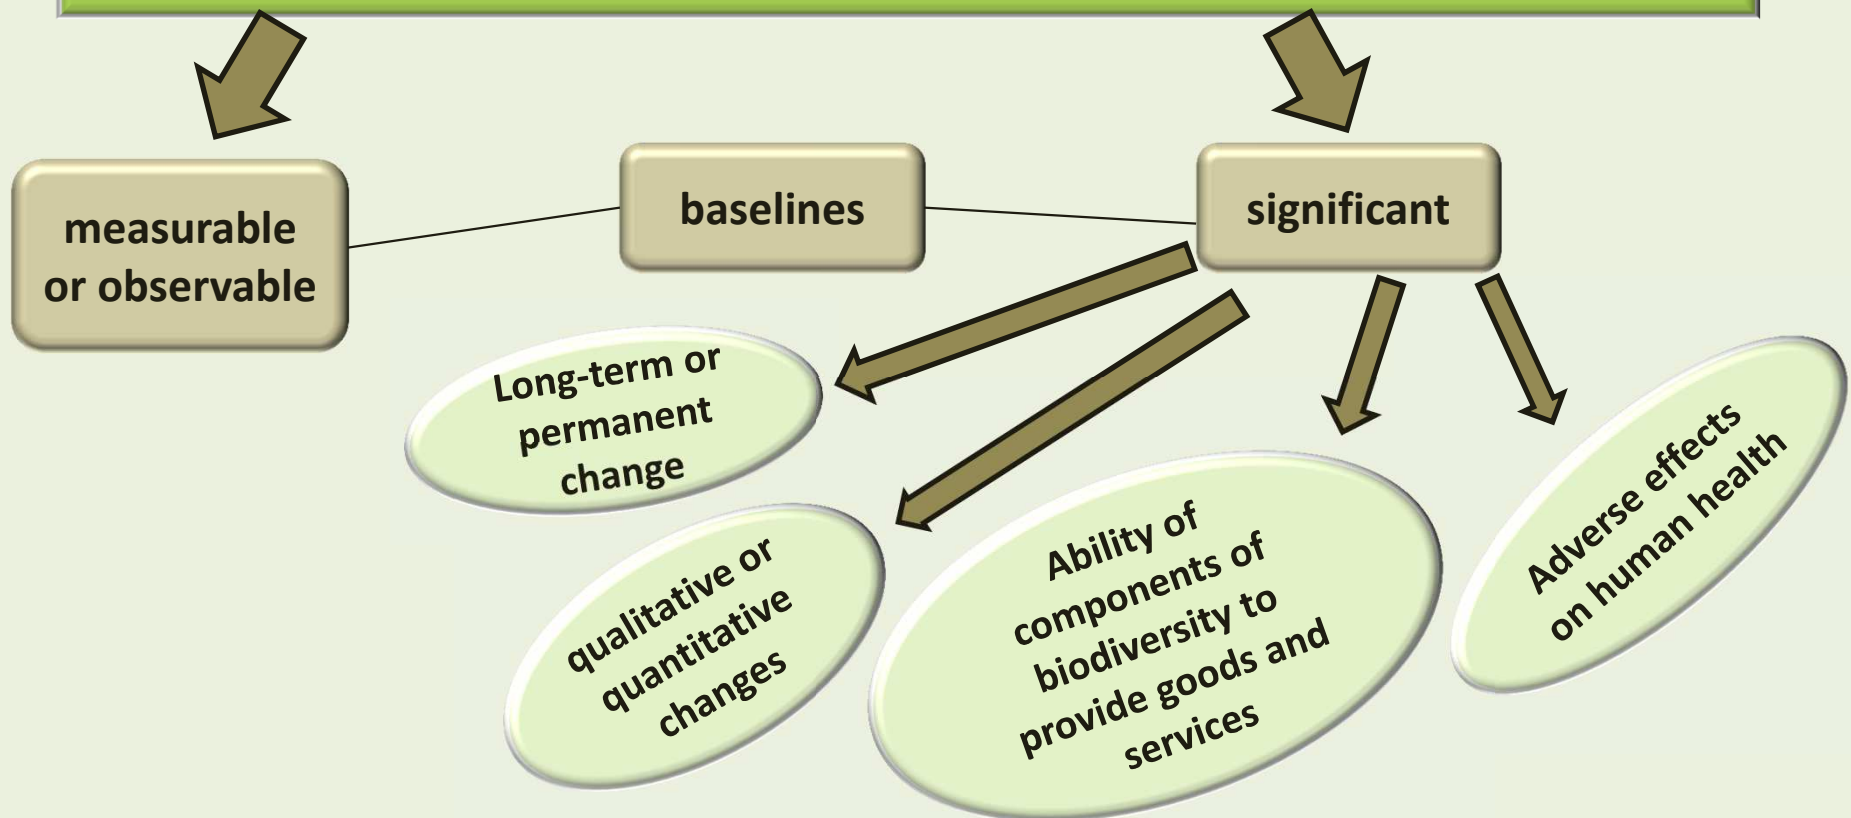 measurable
or observable
baselines
significant
Long-term or
permanent
change
qualitative or
quantitative
changes
Ability of
components of
biodiversity to
provide goods and
services
Adverse effects
on human health